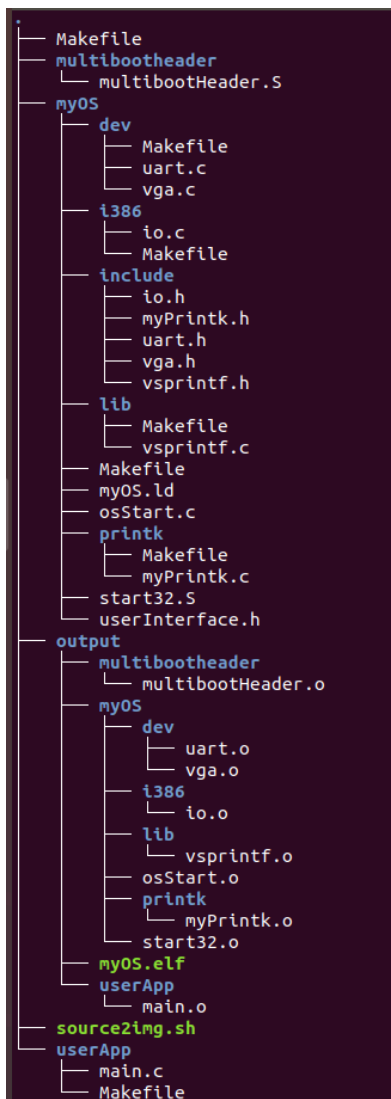 .
├── Makefile
├── multibootheader
│   └── multibootHeader.S
├── myOS
│   ├── dev
│   │   ├── Makefile
│   │   ├── uart.c
│   │   └── vga.c
│   ├── i386
│   │   ├── io.c
│   │   └── Makefile
│   ├── include
│   │   ├── io.h
│   │   ├── myPrintk.h
│   │   ├── uart.h
│   │   ├── vga.h
│   │   └── vsprintf.h
│   ├── lib
│   │   ├── Makefile
│   │   └── vsprintf.c
│   ├── Makefile
│   ├── myOS.ld
│   ├── osStart.c
│   ├── printk
│   │   ├── Makefile
│   │   └── myPrintk.c
│   ├── start32.S
│   └── userInterface.h
├── output
│   ├── multibootheader
│   │   └── multibootHeader.o
│   ├── myOS
│   │   ├── dev
│   │   │   ├── uart.o
│   │   │   └── vga.o
│   │   ├── i386
│   │   │   └── io.o
│   │   ├── lib
│   │   │   └── vsprintf.o
│   │   ├── osStart.o
│   │   ├── printk
│   │   │   └── myPrintk.o
│   │   └── start32.o
│   ├── myOS.elf
│   └── userApp
│       └── main.o
├── source2img.sh
└── userApp
    ├── main.c
    └── Makefile